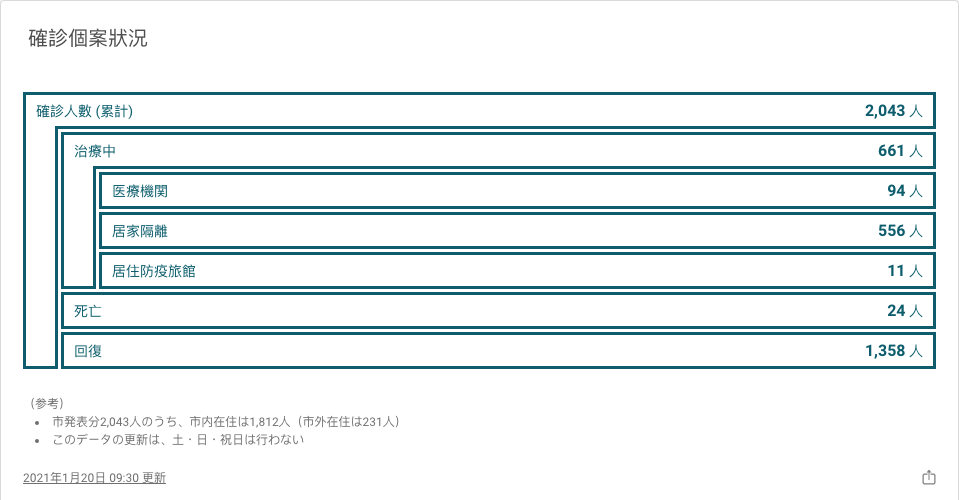 確診個案狀況
確診人數 (累計) 2,043 人
治療中 661 人
医療機関 94 人
居家隔離 556 人
居住防疫旅館 11 人
死亡 24 人
回復 1,358 人
(参考)
市発表分2,043人のうち、市内在住は1,812人（市外在住は231人）
このデータの更新は、土・日・祝日は行わない
2021年1月20日 09:30 更新